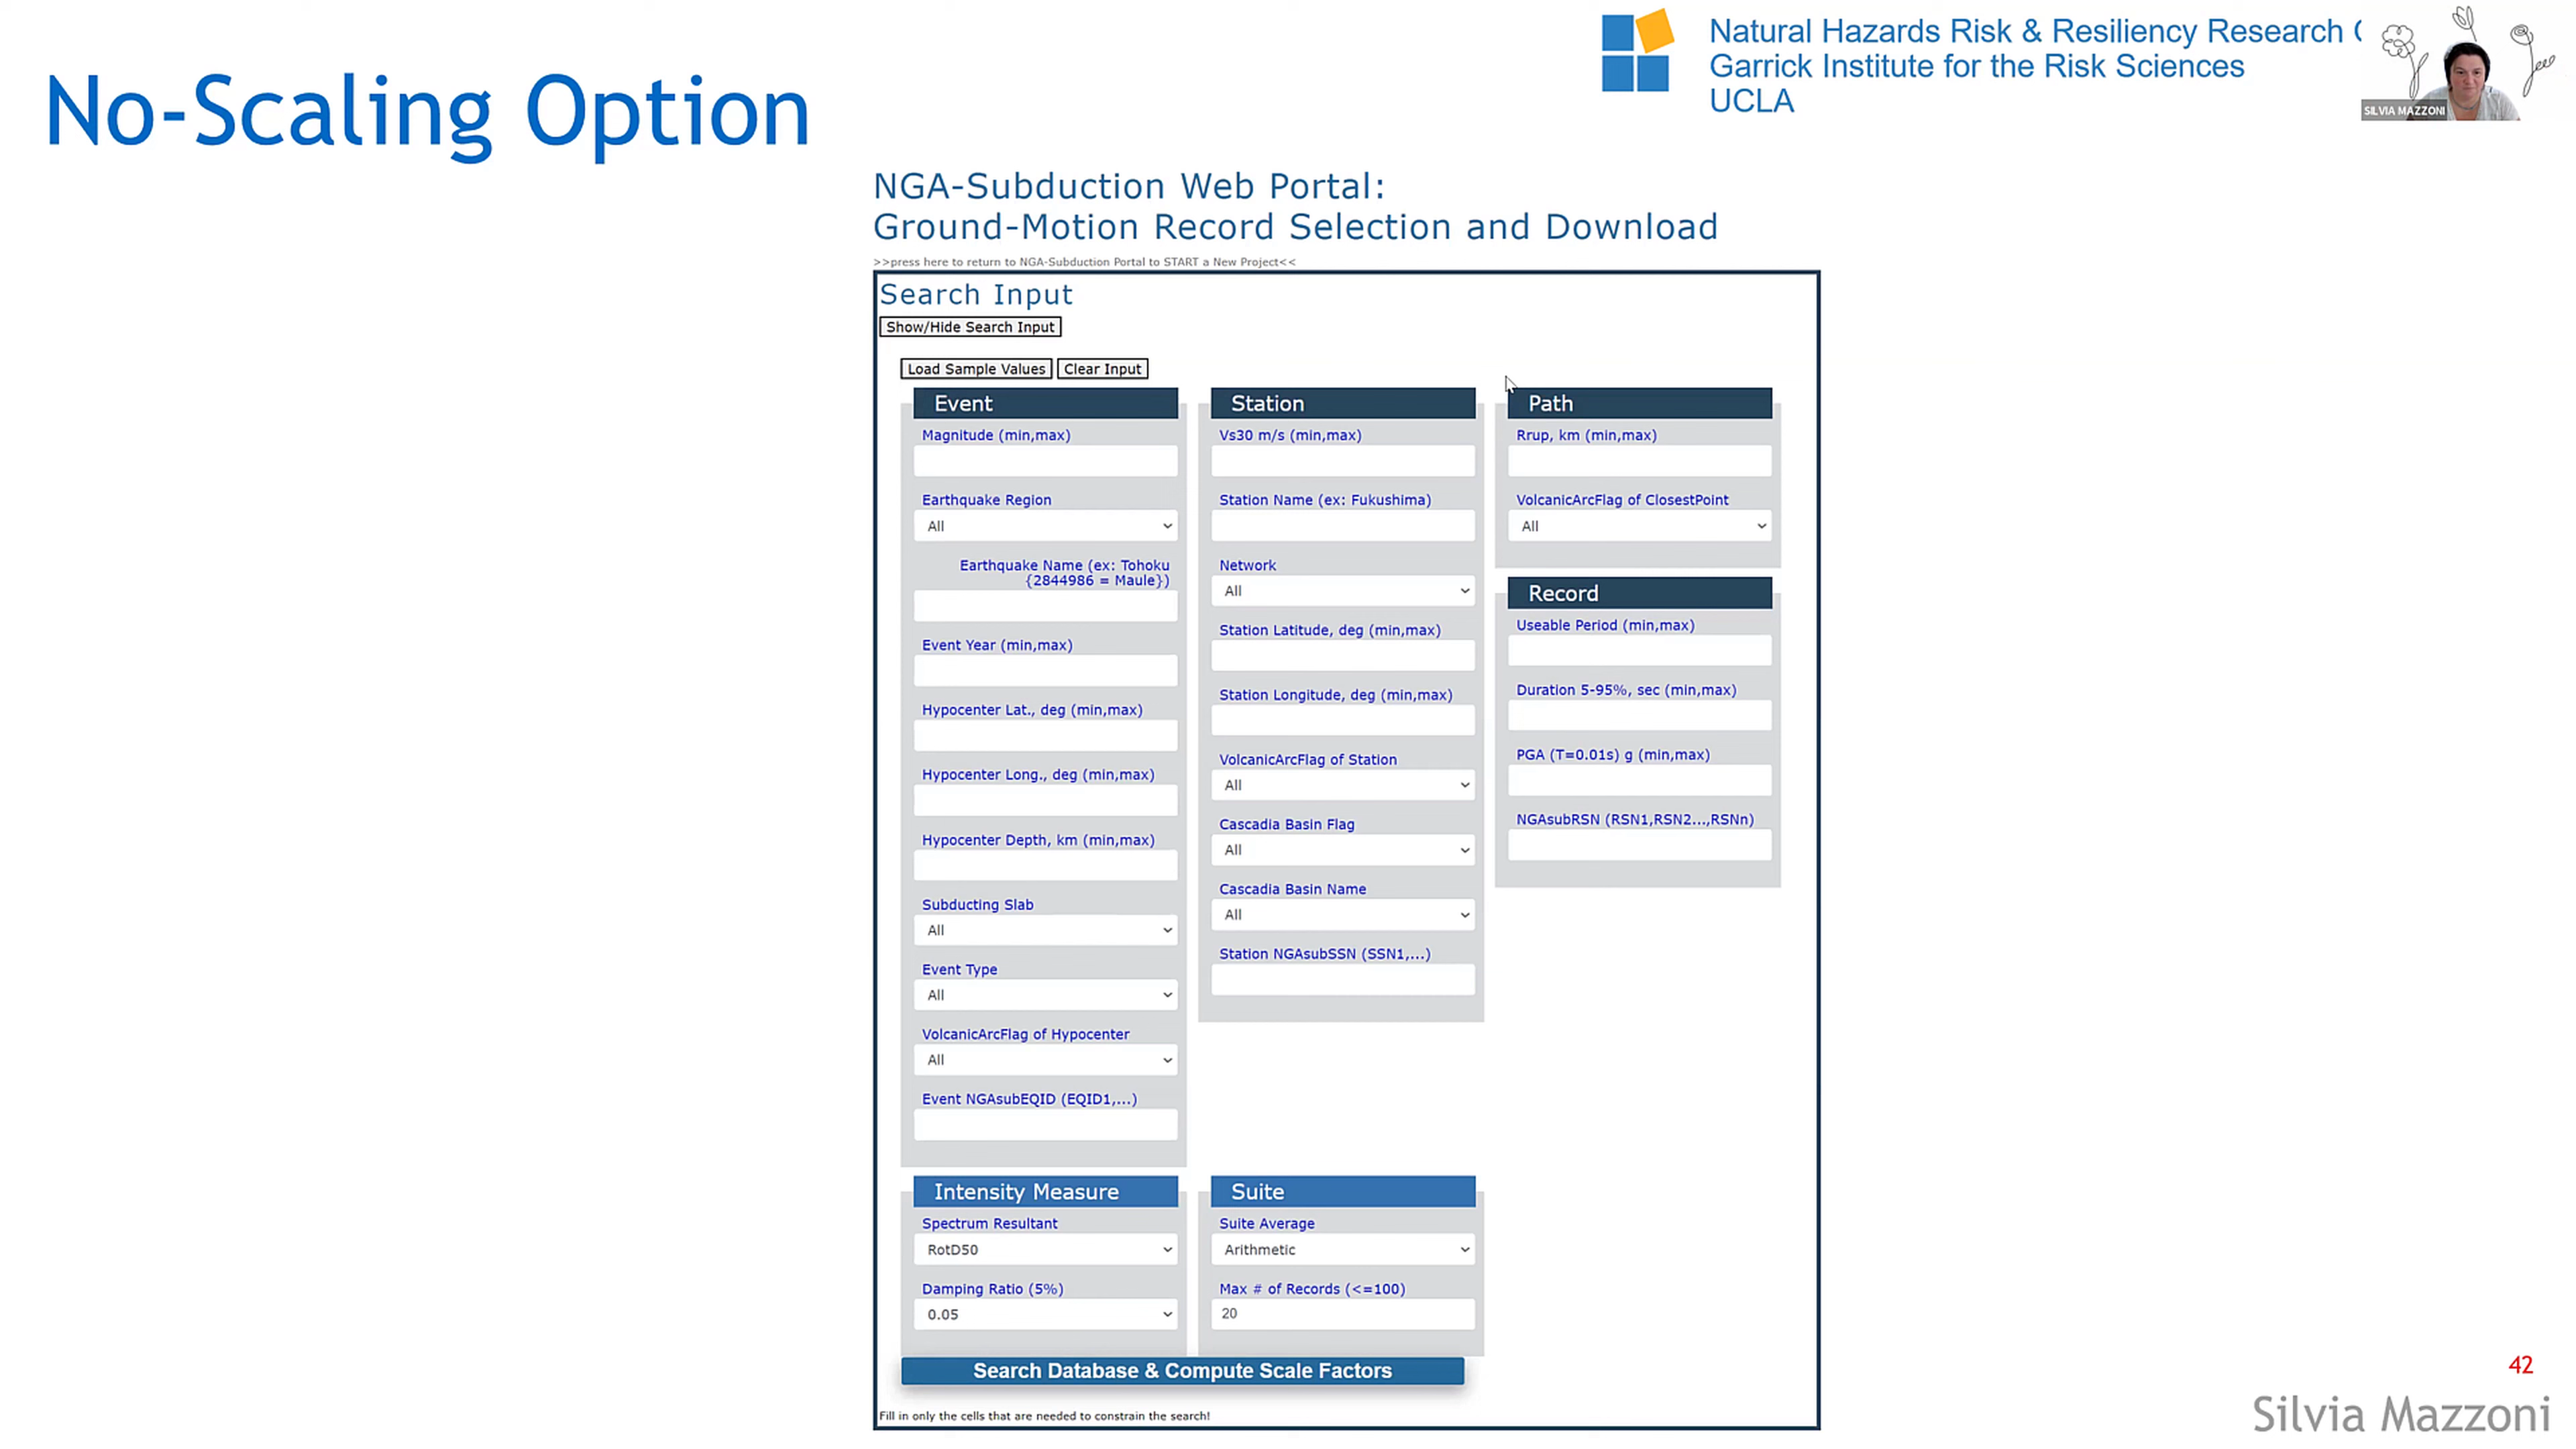 No-Scaling Option
Natural Hazards Risk & Resiliency Research
Garrick Institute for the Risk Sciences
UCLA
SILVIA MAZZONI
NGA-Subduction Web Portal:
Ground-Motion Record Selection and Download
>>press here to return to NGA-Subduction Portal to START a New Project<<
Search Input
Show/Hide Search Input
Load Sample Values Clear Input
Event
Magnitude (min,max)
Earthquake Region
All
Earthquake Name (ex: Tohoku
{2844986 = Maule})
Event Year (min,max)
Hypocenter Lat., deg (min,max)
Hypocenter Long., deg (min,max)
Hypocenter Depth, km (min,max)
Subducting Slab
All
Event Type
All
VolcanicArcFlag of Hypocenter
All
Event NGAsubEQID (EQID1,...)
Station
Vs30 m/s (min,max)
Station Name (ex: Fukushima)
Network
All
Station Latitude, deg (min,max)
Station Longitude, deg (min,max)
VolcanicArcFlag of Station
All
Cascadia Basin Flag
All
Cascadia Basin Name
All
Station NGAsubSSN (SSN1,...)
Path
Rrup, km (min,max)
VolcanicArcFlag of ClosestPoint
All
Record
Useable Period (min,max)
Duration 5-95%, sec (min,max)
PGA (T=0.01s) g (min,max)
NGAsubRSN (RSN1,RSN2...,RSNn)
Intensity Measure
Spectrum Resultant
RotD50
Damping Ratio (5%)
0.05
Suite
Suite Average
Arithmetic
Max # of Records (<=100)
20
Search Database & Compute Scale Factors
Fill in only the cells that are needed to constrain the search!
42
Silvia Mazzoni